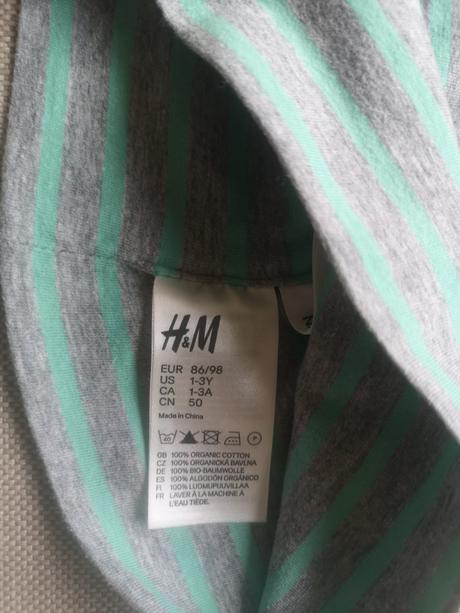 H&M
EUR 86/98
US 1-3Y
CA 1-3A
CN 50
Made in China
40 P
GB 100% ORGANIC COTTON
CZ 100% ORGANICKÁ BAVLNA
DE 100% BIO-BAUMWOLLE
ES 100% ALGODÓN ORGÁNICO
FI 100% LUOMUPUUVILLAA
FR LAVER À LA MACHINE À
L'EAU TIÈDE.